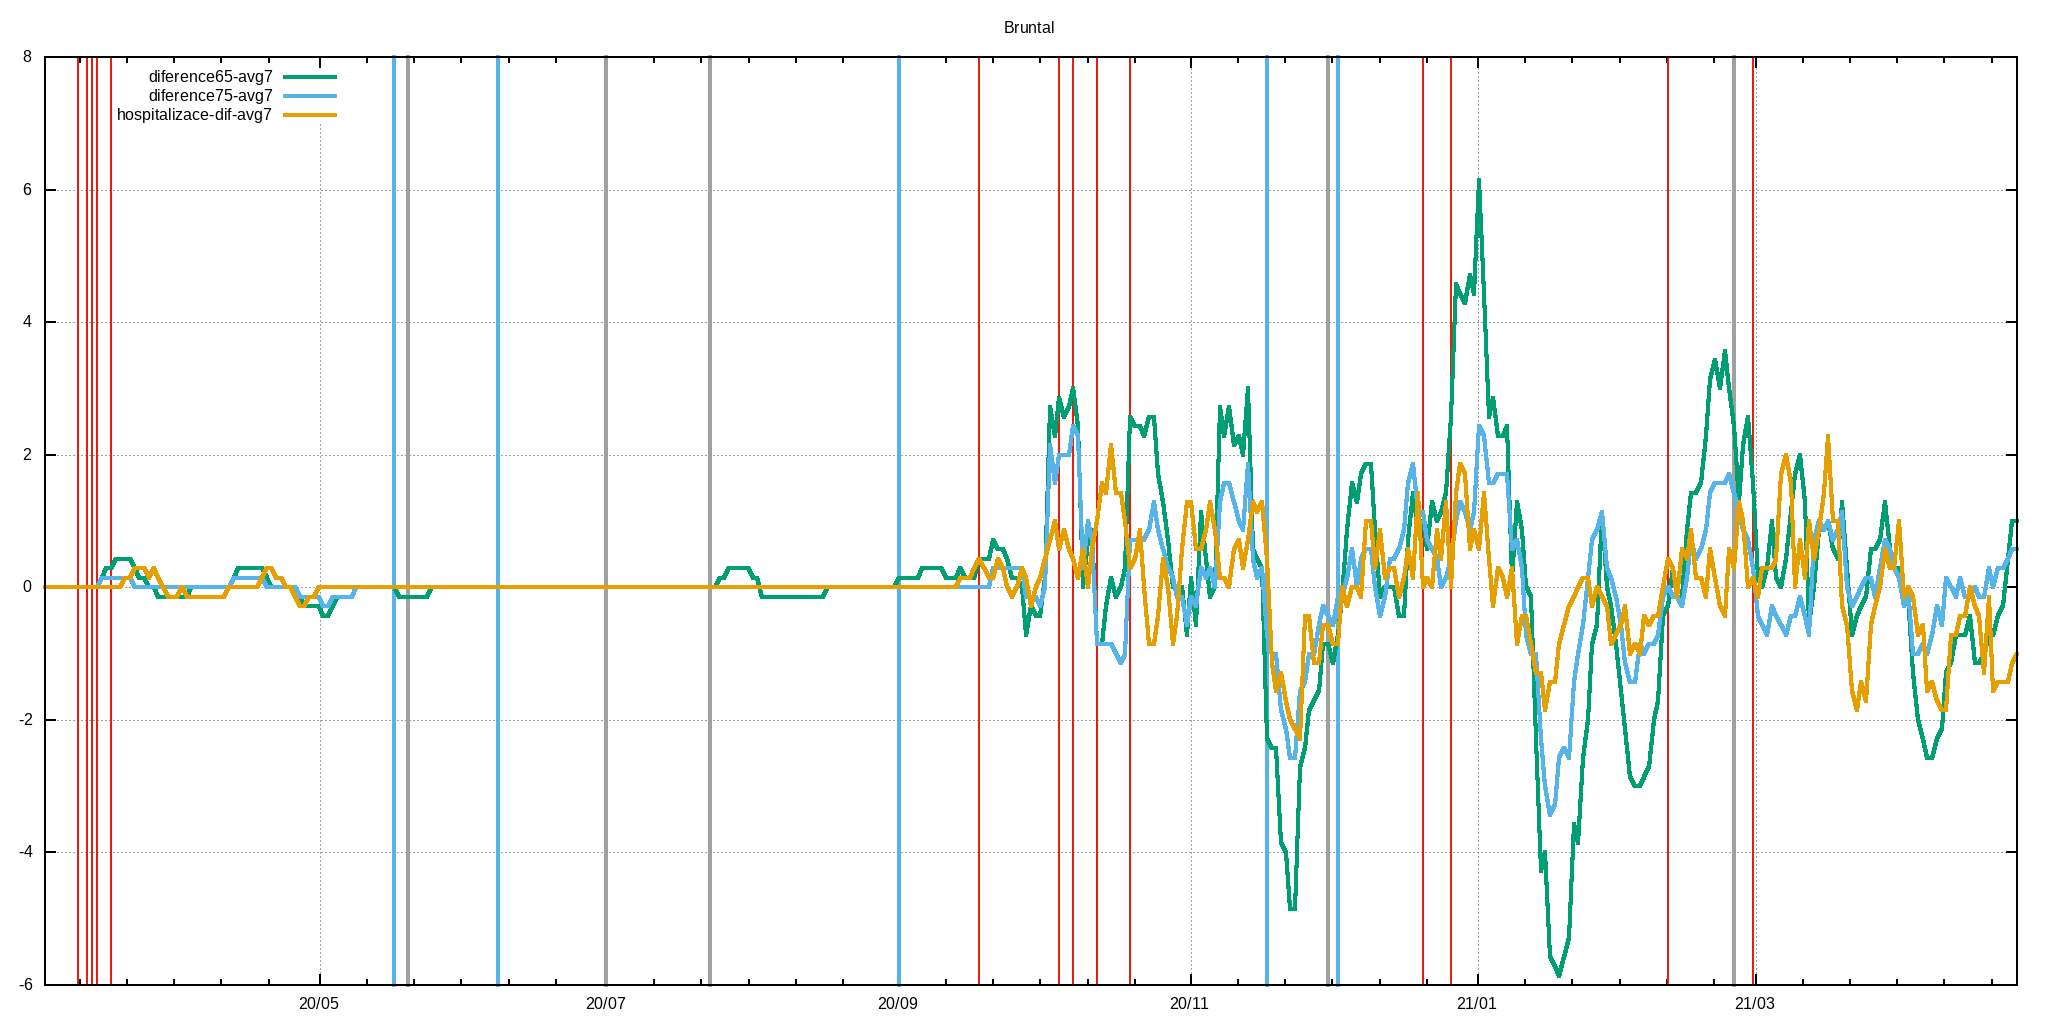 Bruntal
diference65-avg7
diference75-avg7
hospitalizace-dif-avg7
8
6
4
2
0
-2
-4
-6
20/05 20/07 20/09 20/11 21/01 21/03